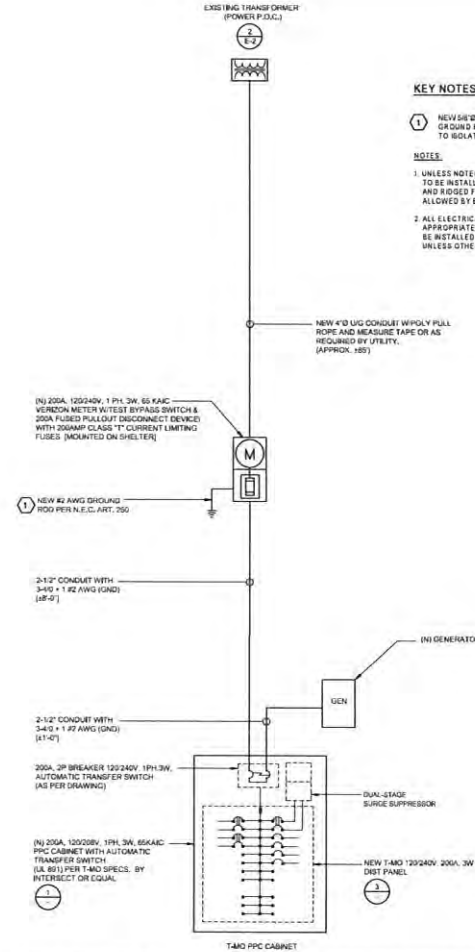 EXISTING TRANSFORMER
(POWER P.O.C.)
2
E-2
KEY NOTES
1
NEW 5/8"Ø
GROUND
TO ISOLAT
NOTES:
1. UNLESS NOTE
TO BE INSTALL
AND RIDGED F
ALLOWED BY
2. ALL ELECTRIC
APPROPRIATE
BE INSTALLED
UNLESS OTHE
NEW 4"Ø U/G CONDUIT W/POLY PULL
ROPE AND MEASURE TAPE OR AS
REQUIRED BY UTILITY.
(APPROX. ±85')
(N) 200A, 120/240V, 1 PH, 3W, 65 KAIC
VERIZON METER W/TEST BYPASS SWITCH &
200A FUSED PULLOUT DISCONNECT DEVICE)
WITH 200AMP CLASS "T" CURRENT LIMITING
FUSES [MOUNTED ON SHELTER]
M
1
NEW #2 AWG GROUND
ROD PER N.E.C. ART. 250
2-1/2" CONDUIT WITH
3-4/0 + 1 #2 AWG (GND)
[±8'-0"]
(N) GENERATO
GEN
2-1/2" CONDUIT WITH
3-4/0 + 1 #2 AWG (GND)
[±1'-0"]
200A, 2P BREAKER 120/240V, 1PH,3W,
AUTOMATIC TRANSFER SWITCH
(AS PER DRAWING)
DUAL-STAGE
SURGE SUPPRESSOR
(N) 200A, 120/208V, 1PH, 3W, 65KAIC
PPC CABINET WITH AUTOMATIC
TRANSFER SWITCH
(UL 891) PER T-MO SPECS. BY
INTERSECT OR EQUAL
1
-
NEW T-MO 120/240V, 200A, 3W
DIST PANEL
3
-
T-MO PPC CABINET